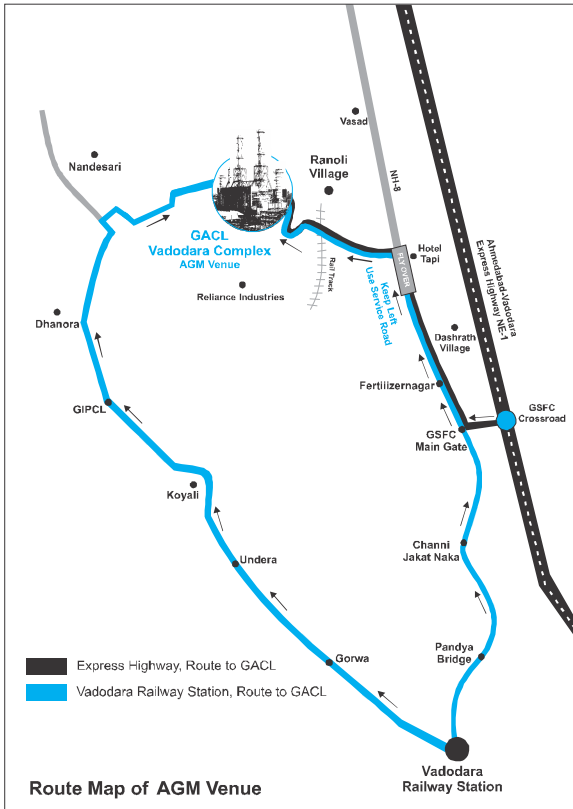 Vasad
Nandesari
Ranoli
Village
NH-8
GACL
Vadodara Complex
AGM Venue
Hotel
Tapi
FLY OVER
Ahmedabad-Vadodara
Express Highway NE-1
Rail Track
Keep Left
Use Service Road
Reliance Industries
Dhanora
Dashrath
Village
Fertilizernagar
GIPCL
GSFC
Crossroad
GSFC
Main Gate
Koyali
Channi
Jakat Naka
Undera
Pandya
Bridge
Gorwa
Express Highway, Route to GACL
Vadodara Railway Station, Route to GACL
Vadodara
Railway Station
Route Map of AGM Venue